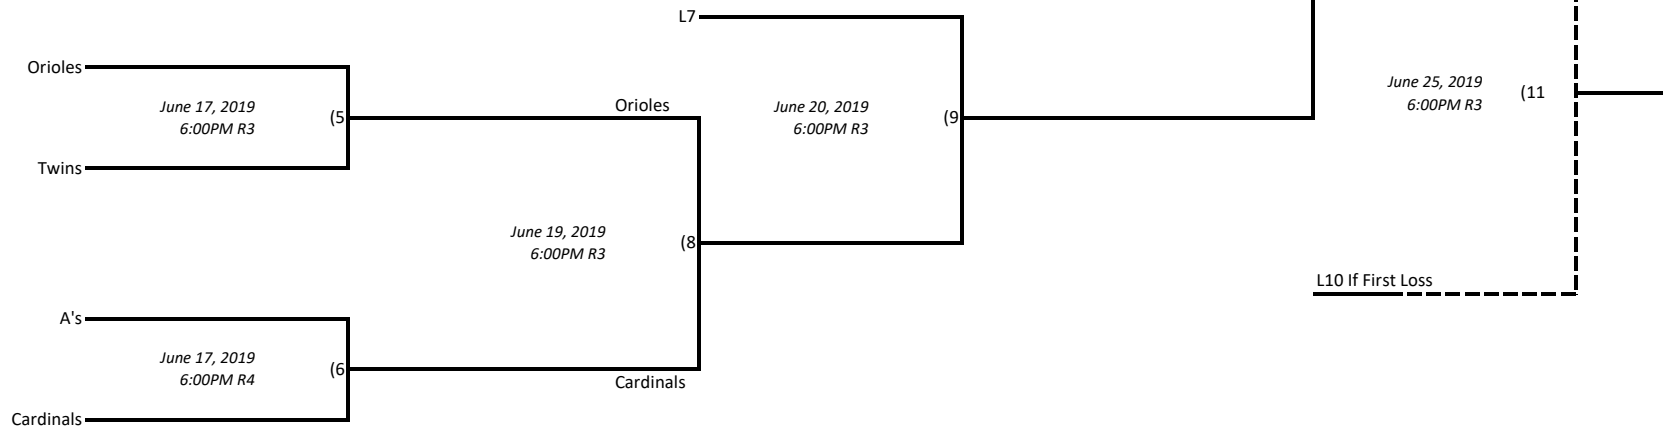 L7
Orioles
June 17, 2019
6:00PM R3
(5
Twins
Orioles
June 20, 2019
6:00PM R3
(9
June 25, 2019
6:00PM R3
(11
June 19, 2019
6:00PM R3
(8
L10 If First Loss
A's
June 17, 2019
6:00PM R4
(6
Cardinals
Cardinals